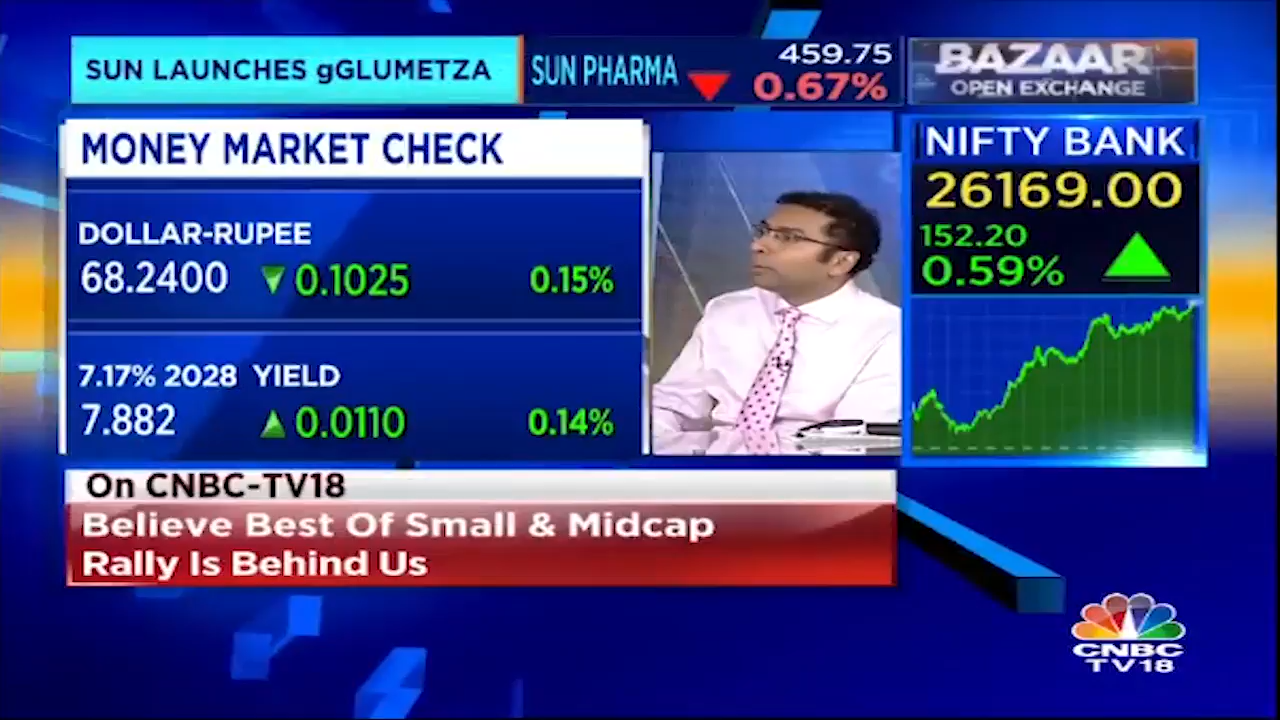 SUN LAUNCHES gGLUMETZA
SUN PHARMA
459.75
0.67%
BAZAAR
OPEN EXCHANGE
MONEY MARKET CHECK
DOLLAR-RUPEE
68.2400 0.1025 0.15%
7.17% 2028 YIELD
7.882 0.0110 0.14%
NIFTY BANK
26169.00
152.20
0.59%
On CNBC-TV18
Believe Best Of Small & Midcap
Rally Is Behind Us
CNBC
TV18